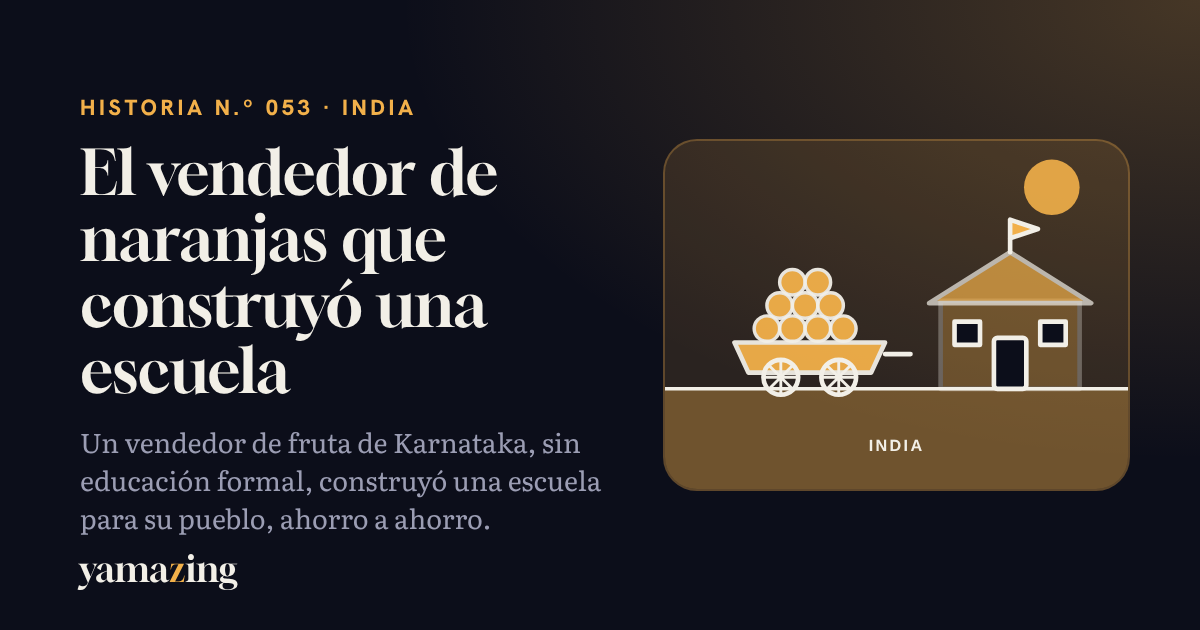 HISTORIA N.º 053 · INDIA
El vendedor de
naranjas que
construyó una
escuela
Un vendedor de fruta de Karnataka, sin
educación formal, construyó una escuela
para su pueblo, ahorro a ahorro.
yamazing
INDIA